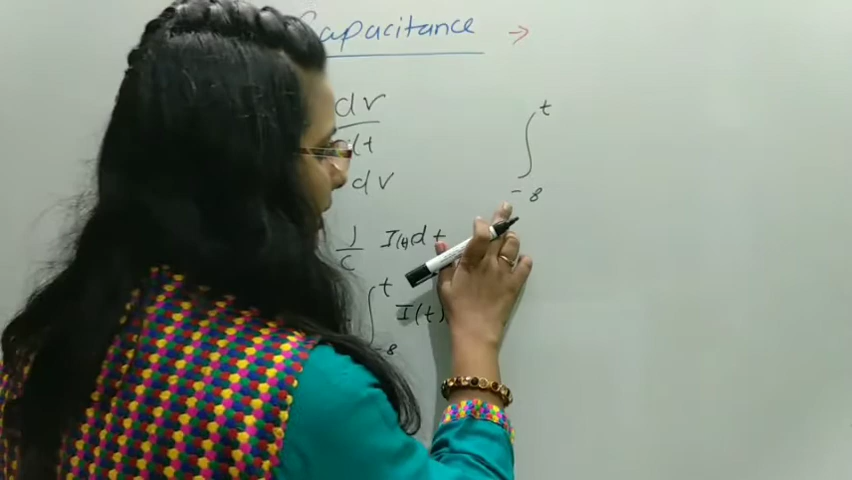 Capacitance →
dv
dt
dv
1/C I(t)dt
∫ t -∞ I(t)
∫ t -∞